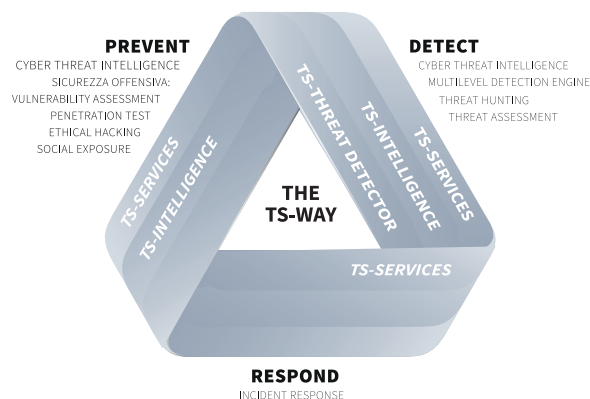 PREVENT
CYBER THREAT INTELLIGENCE
SICUREZZA OFFENSIVA:
VULNERABILITY ASSESSMENT
PENETRATION TEST
ETHICAL HACKING
SOCIAL EXPOSURE
DETECT
CYBER THREAT INTELLIGENCE
MULTILEVEL DETECTION ENGINE
THREAT HUNTING
THREAT ASSESSMENT
TS-SERVICES
TS-INTELLIGENCE
THE
TS-WAY
TS-THREAT DETECTOR
TS-INTELLIGENCE
TS-SERVICES
TS-SERVICES
RESPOND
INCIDENT RESPONSE